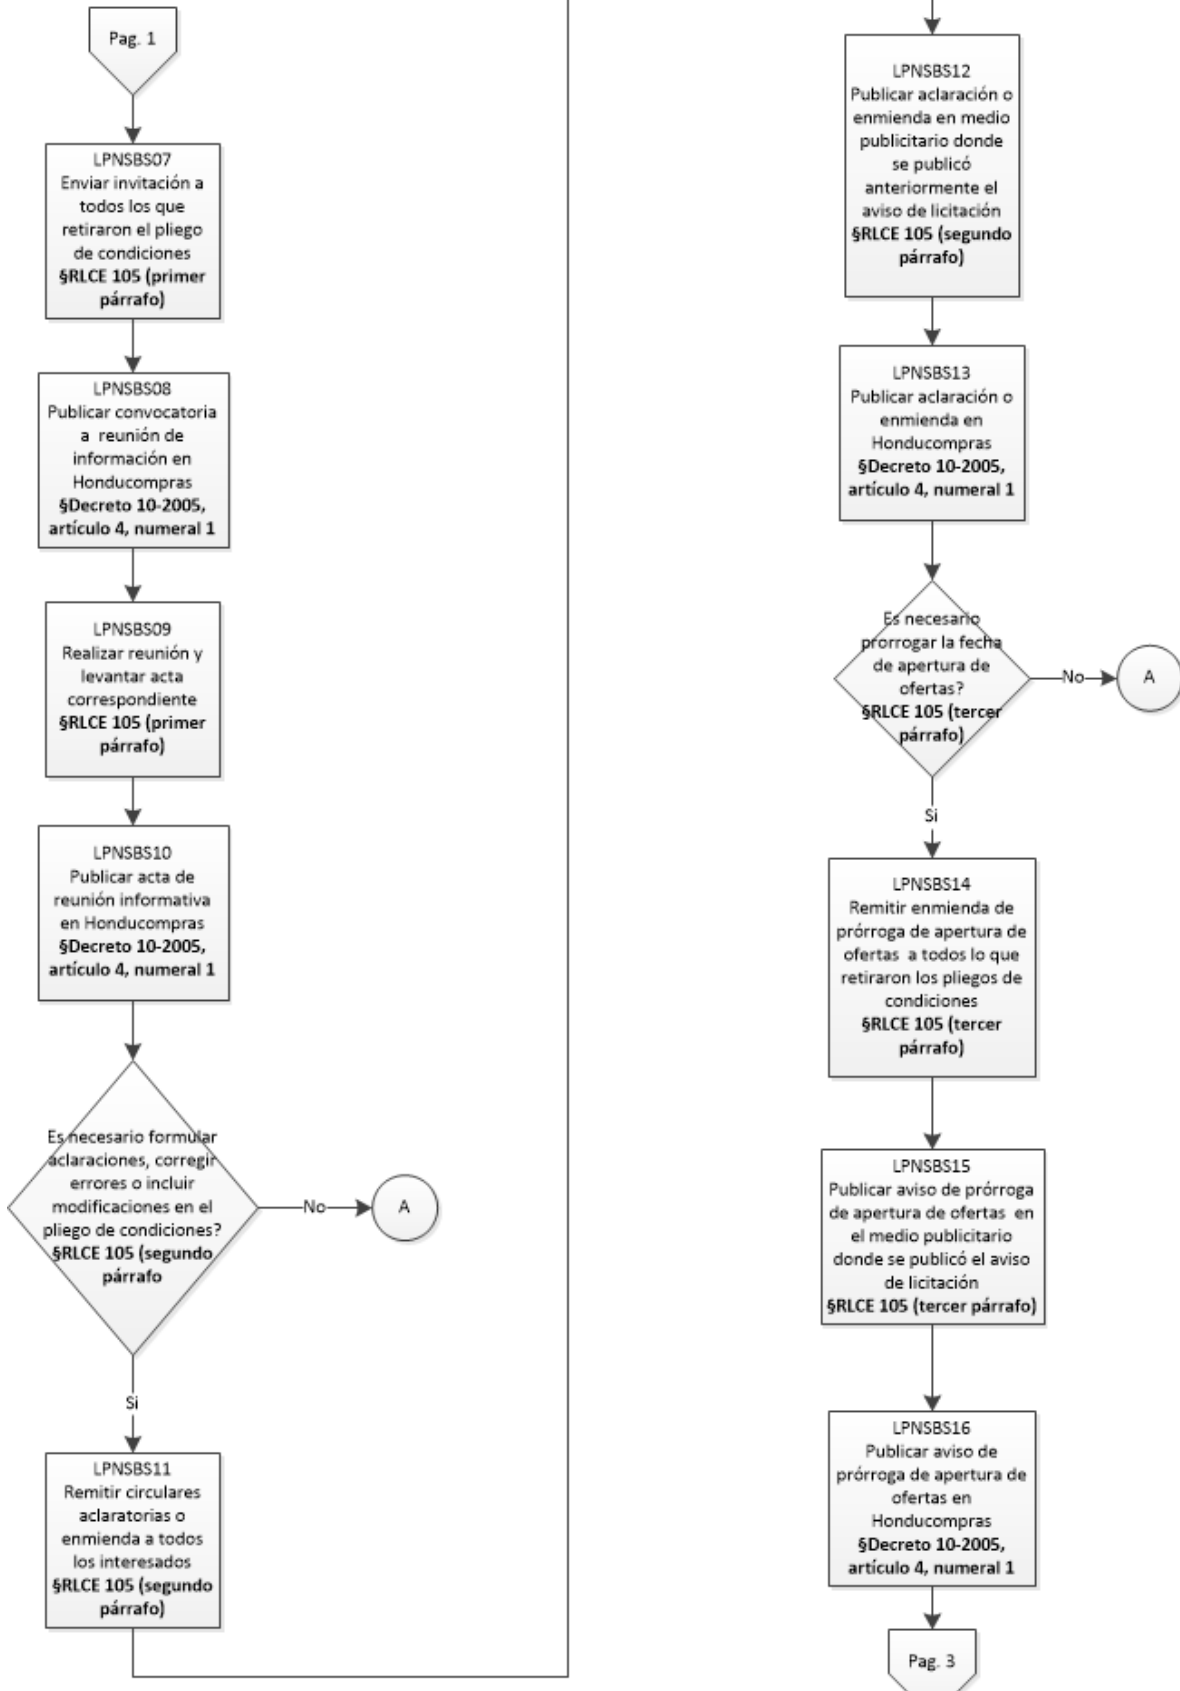 Pag. 1
LPNSBS07
Enviar invitación a
todos los que
retiraron el pliego
de condiciones
§RLCE 105 (primer
párrafo)
LPNSBS08
Publicar convocatoria
a reunión de
información en
Honducompras
§Decreto 10-2005,
artículo 4, numeral 1
LPNSBS09
Realizar reunión y
levantar acta
correspondiente
§RLCE 105 (primer
párrafo)
LPNSBS10
Publicar acta de
reunión informativa
en Honducompras
§Decreto 10-2005,
artículo 4, numeral 1
Es necesario formular
aclaraciones, corregir
errores o incluir
modificaciones en el
pliego de condiciones?
§RLCE 105 (segundo
párrafo
No
A
Si
LPNSBS11
Remitir circulares
aclaratorias o
enmienda a todos
los interesados
§RLCE 105 (segundo
párrafo)
LPNSBS12
Publicar aclaración o
enmienda en medio
publicitario donde
se publicó
anteriormente el
aviso de licitación
§RLCE 105 (segundo
párrafo)
LPNSBS13
Publicar aclaración o
enmienda en
Honducompras
§Decreto 10-2005,
artículo 4, numeral 1
Es necesario
prorrogar la fecha
de apertura de
ofertas?
§RLCE 105 (tercer
párrafo)
No
A
Si
LPNSBS14
Remitir enmienda de
prórroga de apertura de
ofertas a todos lo que
retiraron los pliegos de
condiciones
§RLCE 105 (tercer
párrafo)
LPNSBS15
Publicar aviso de prórroga
de apertura de ofertas en
el medio publicitario
donde se publicó el aviso
de licitación
§RLCE 105 (tercer párrafo)
LPNSBS16
Publicar aviso de
prórroga de apertura de
ofertas en
Honducompras
§Decreto 10-2005,
artículo 4, numeral 1
Pag. 3